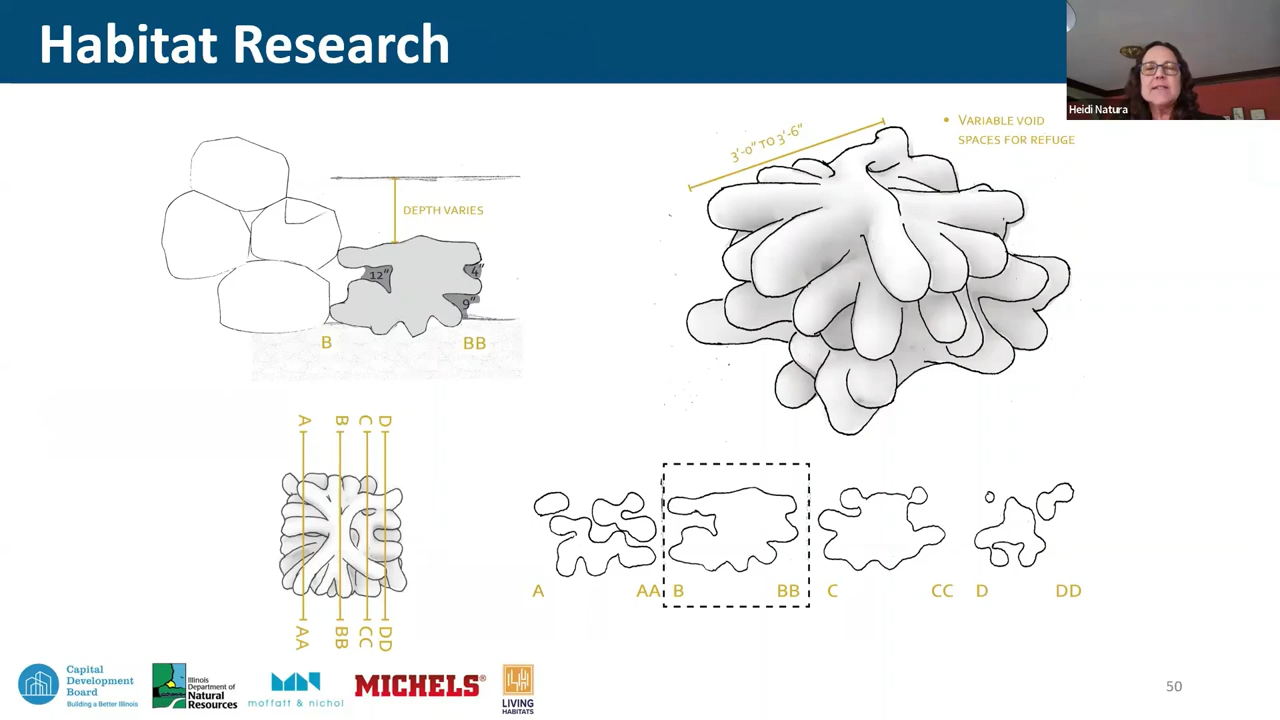 Habitat Research
Heidi Natura
3'-0" TO 3'-6"
• VARIABLE VOID
SPACES FOR REFUGE
DEPTH VARIES
12"
4"
9"
B
BB
A
B
C
D
AA
BB
CC
DD
A
AA
B
BB
C
CC
D
DD
Capital
Development
Board
Building a Better Illinois
Illinois
Department of
Natural
Resources
moffatt & nichol
MICHELS®
LIVING
HABITATS
50